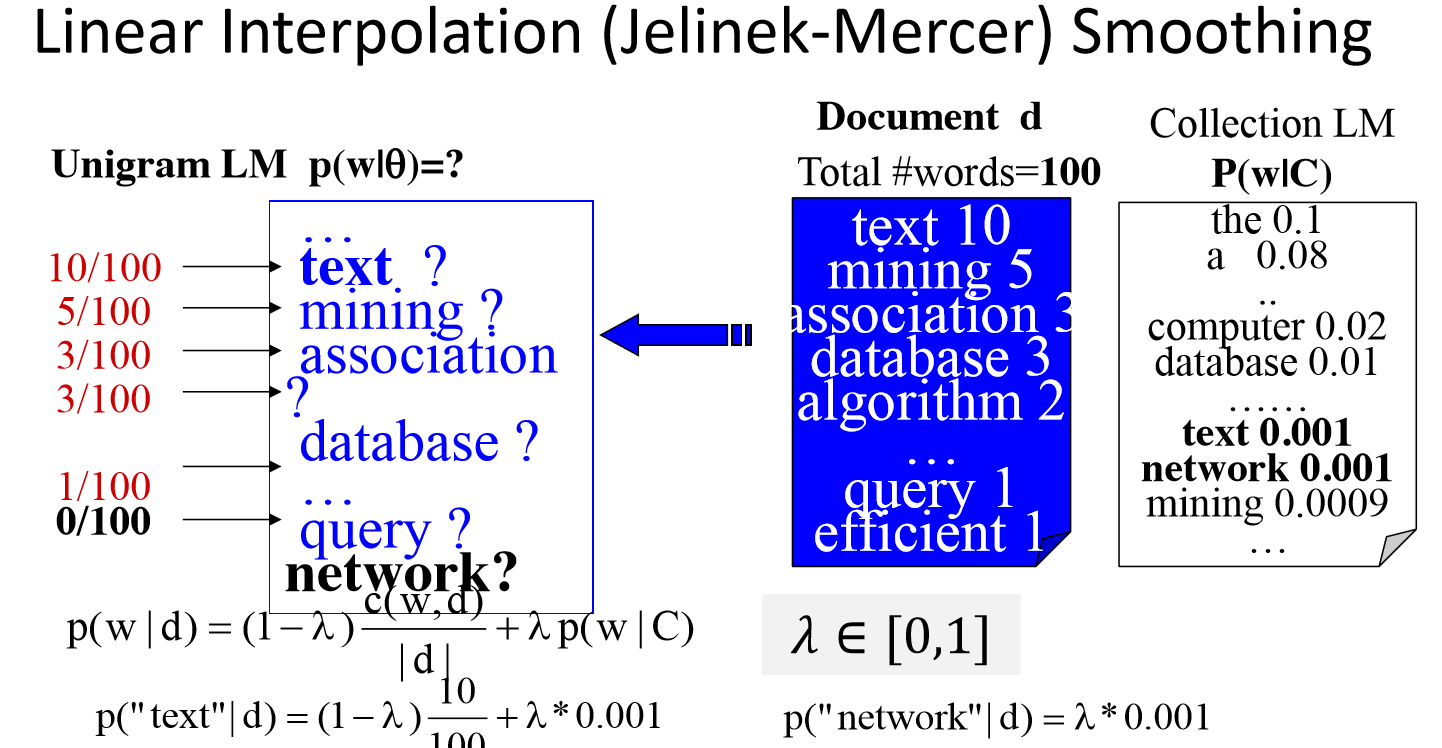 Linear Interpolation (Jelinek-Mercer) Smoothing
Unigram LM p(w|θ)=?
10/100
5/100
3/100
3/100
1/100
0/100
…
text ?
mining ?
association
?
database ?
…
query ?
network?
Document d
Total #words=100
text 10
mining 5
association 3
database 3
algorithm 2
…
query 1
efficient 1
Collection LM
P(w|C)
the 0.1
a 0.08
..
computer 0.02
database 0.01
……
text 0.001
network 0.001
mining 0.0009
…
p(w | d) = (1 − λ) c(w,d) / |d| + λ p(w | C)
λ ∈ [0,1]
p("text" | d) = (1 − λ) 10 / 100 + λ * 0.001
p("network" | d) = λ * 0.001